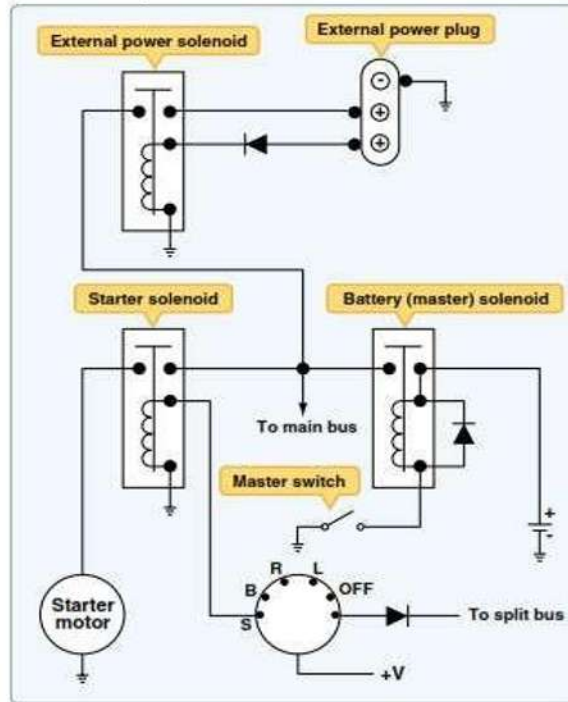 External power solenoid
External power plug
-
+
+
Starter solenoid
Battery (master) solenoid
To main bus
Master switch
+
-
R L
B OFF
S
Starter
motor
To split bus
+V